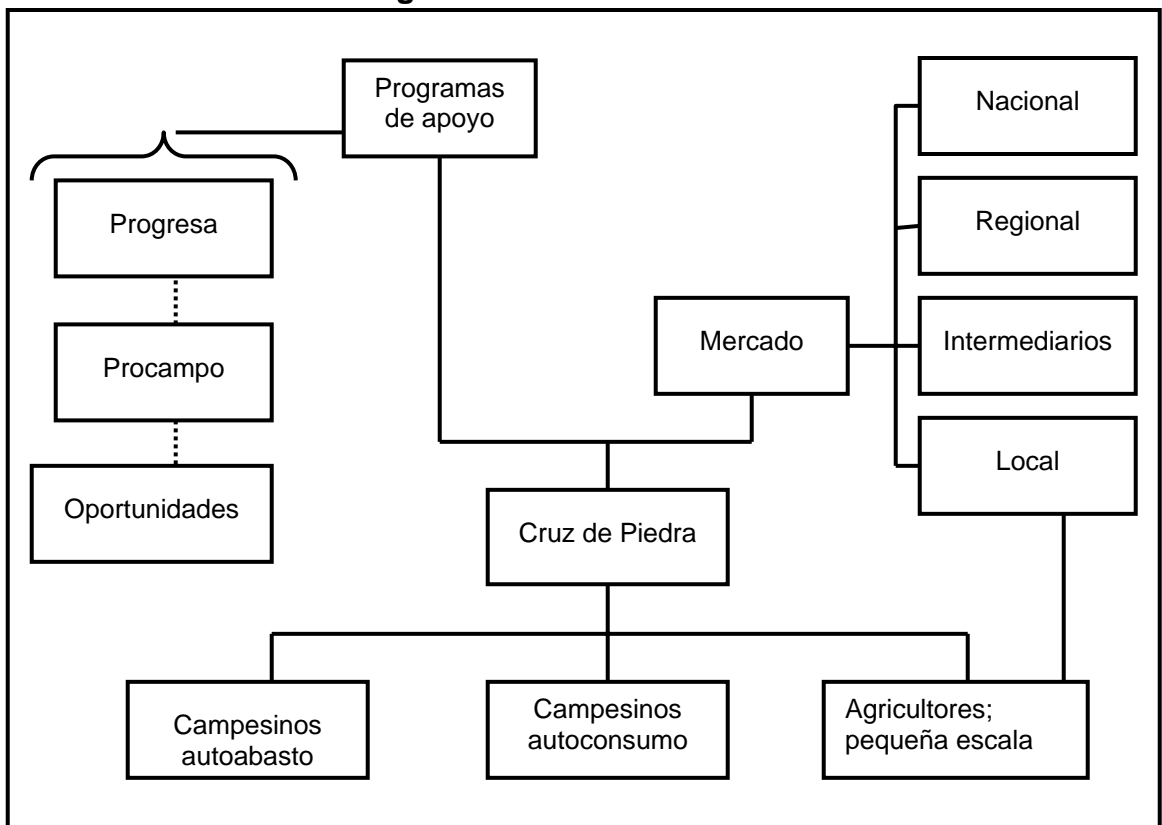 Programas
de apoyo
Nacional
Progresa
Regional
Mercado
Intermediarios
Procampo
Local
Oportunidades
Cruz de Piedra
Campesinos
autoabasto
Campesinos
autoconsumo
Agricultores;
pequeña escala